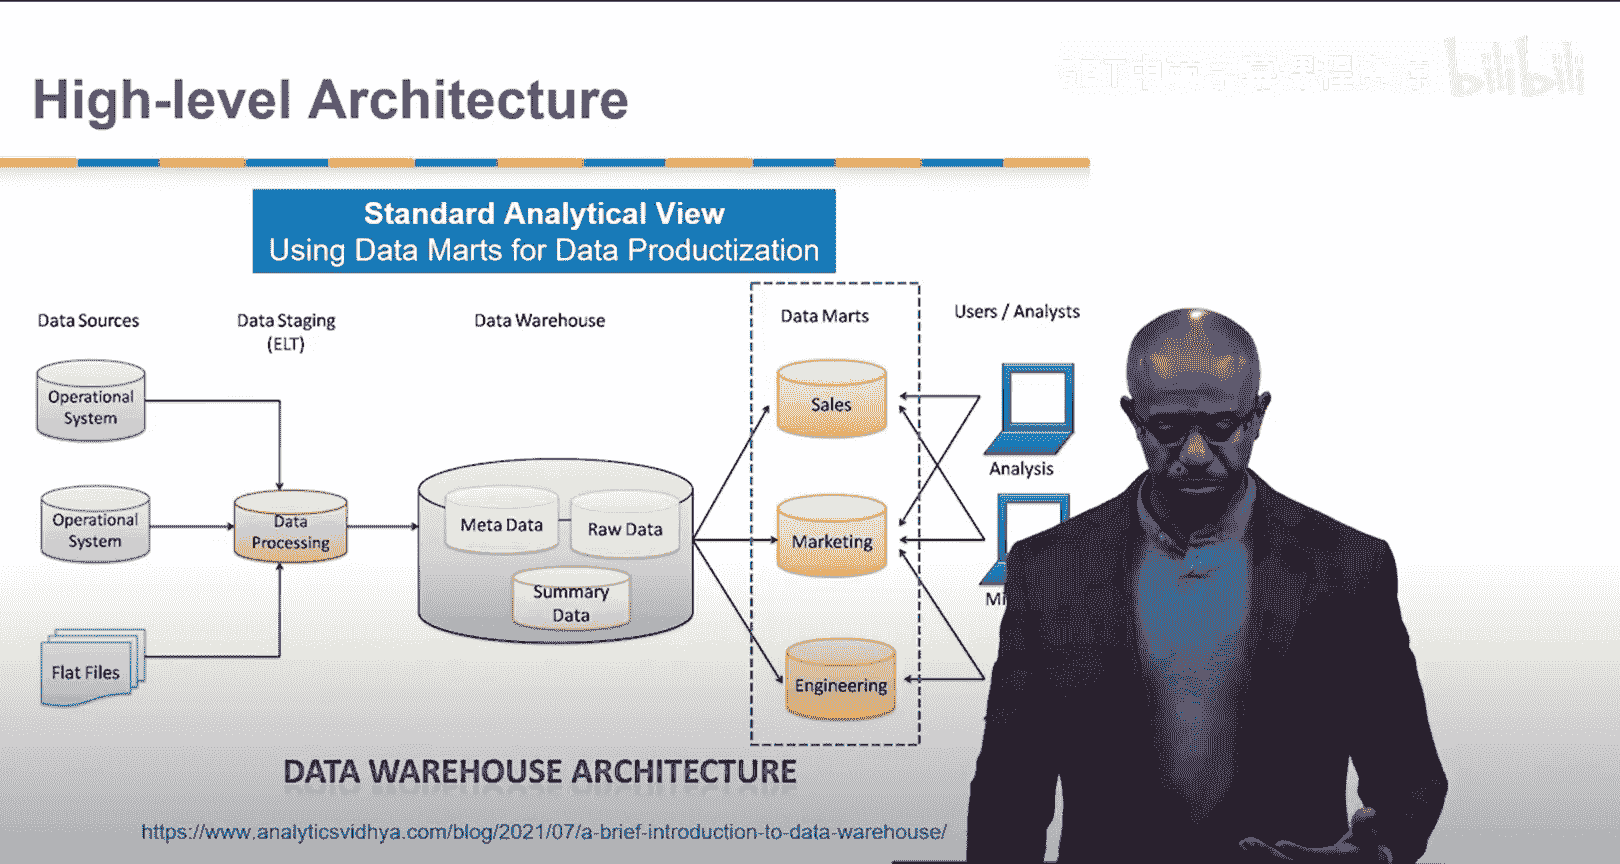 High-level Architecture
bilibili
Standard Analytical View
Using Data Marts for Data Productization
Data Sources
Data Staging
(ELT)
Data Warehouse
Data Marts
Users / Analysts
Operational
System
Operational
System
Flat Files
Data
Processing
Meta Data
Raw Data
Summary
Data
Sales
Marketing
Engineering
Analysis
Mi
DATA WAREHOUSE ARCHITECTURE
https://www.analyticsvidhya.com/blog/2021/07/a-brief-introduction-to-data-warehouse/